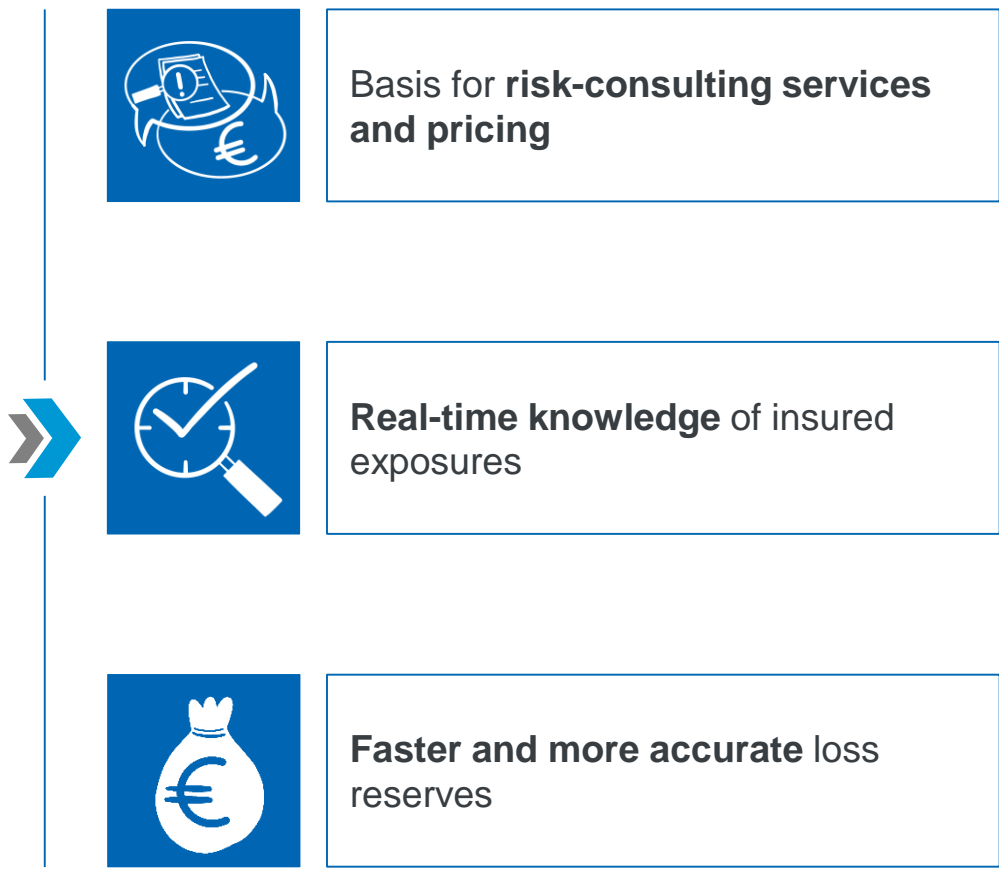 Basis for risk-consulting services
and pricing
Real-time knowledge of insured
exposures
Faster and more accurate loss
reserves